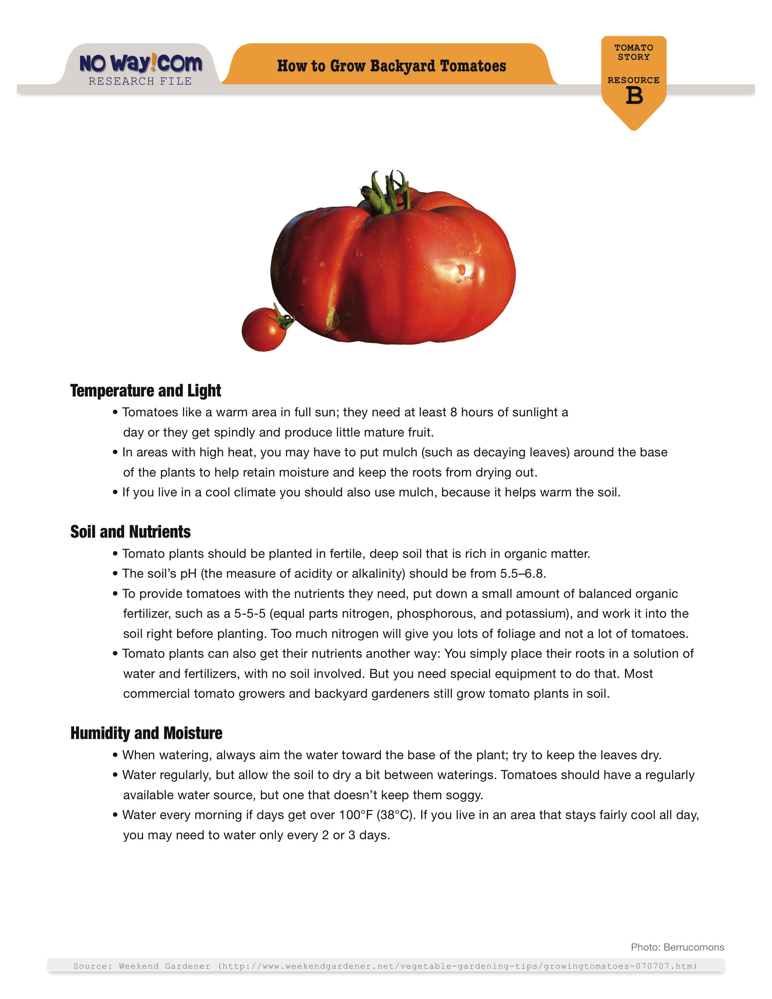 NO Way!com
RESEARCH FILE
How to Grow Backyard Tomatoes
TOMATO
STORY
RESOURCE
B
Temperature and Light
• Tomatoes like a warm area in full sun; they need at least 8 hours of sunlight a
day or they get spindly and produce little mature fruit.
• In areas with high heat, you may have to put mulch (such as decaying leaves) around the base
of the plants to help retain moisture and keep the roots from drying out.
• If you live in a cool climate you should also use mulch, because it helps warm the soil.
Soil and Nutrients
• Tomato plants should be planted in fertile, deep soil that is rich in organic matter.
• The soil’s pH (the measure of acidity or alkalinity) should be from 5.5–6.8.
• To provide tomatoes with the nutrients they need, put down a small amount of balanced organic
fertilizer, such as a 5-5-5 (equal parts nitrogen, phosphorous, and potassium), and work it into the
soil right before planting. Too much nitrogen will give you lots of foliage and not a lot of tomatoes.
• Tomato plants can also get their nutrients another way: You simply place their roots in a solution of
water and fertilizers, with no soil involved. But you need special equipment to do that. Most
commercial tomato growers and backyard gardeners still grow tomato plants in soil.
Humidity and Moisture
• When watering, always aim the water toward the base of the plant; try to keep the leaves dry.
• Water regularly, but allow the soil to dry a bit between waterings. Tomatoes should have a regularly
available water source, but one that doesn’t keep them soggy.
• Water every morning if days get over 100°F (38°C). If you live in an area that stays fairly cool all day,
you may need to water only every 2 or 3 days.
Photo: Berrucomons
Source: Weekend Gardener (http://www.weekendgardener.net/vegetable-gardening-tips/growingtomatoes-070707.htm)